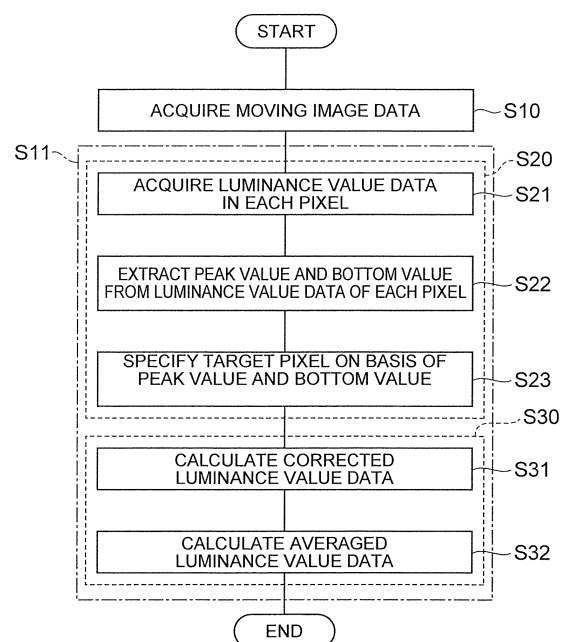 START
ACQUIRE MOVING IMAGE DATA
S10
S11
S20
ACQUIRE LUMINANCE VALUE DATA
IN EACH PIXEL
S21
EXTRACT PEAK VALUE AND BOTTOM VALUE
FROM LUMINANCE VALUE DATA OF EACH PIXEL
S22
SPECIFY TARGET PIXEL ON BASIS OF
PEAK VALUE AND BOTTOM VALUE
S23
S30
CALCULATE CORRECTED
LUMINANCE VALUE DATA
S31
CALCULATE AVERAGED
LUMINANCE VALUE DATA
S32
END